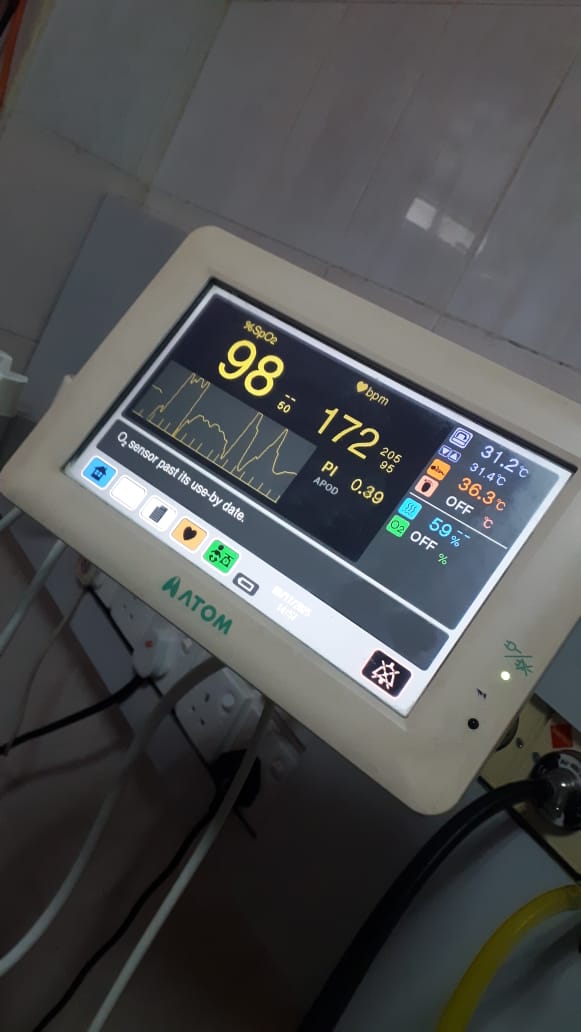 %SpO2
98
--
50
bpm
172
205
95
PI 0.39
APOD
31.2°C
31.4°C
36.3°C
OFF °C
59 --%
O2 OFF %
O2 sensor past its use-by date.
ATOM